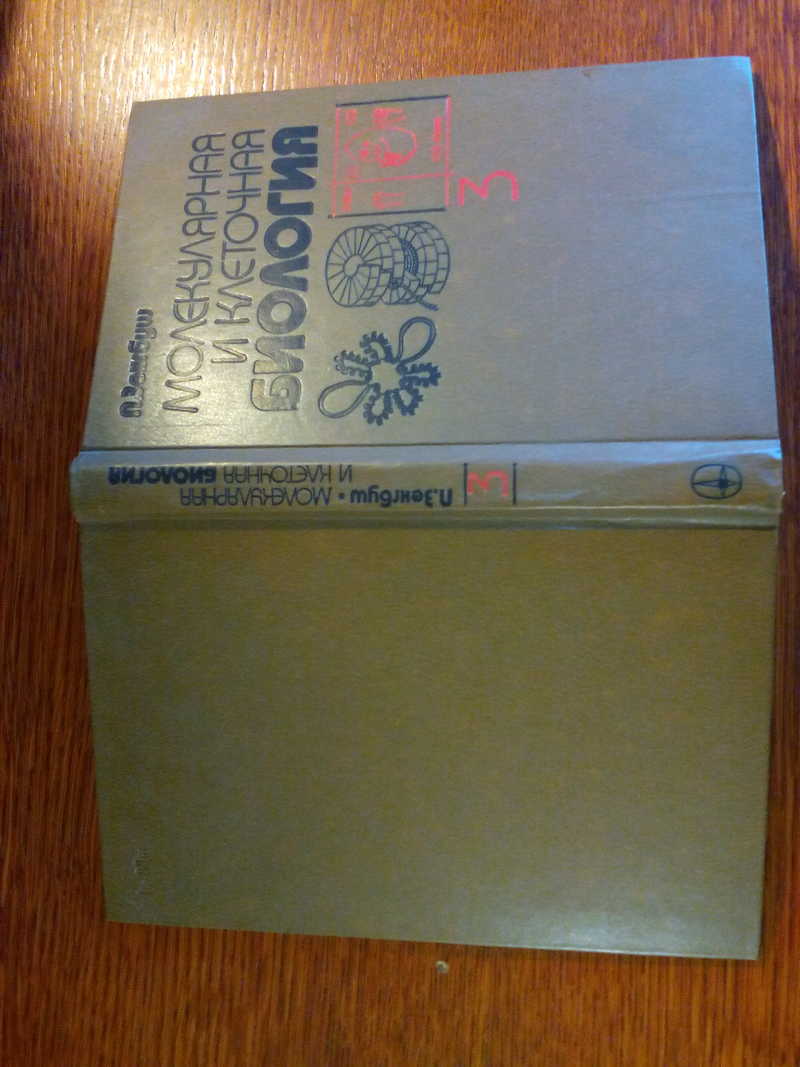 П.Зенгбуш
МОЛЕКУЛЯРНАЯ
И КЛЕТОЧНАЯ
БИОЛОГИЯ
3
П.Зенгбуш • МОЛЕКУЛЯРНАЯ
И КЛЕТОЧНАЯ БИОЛОГИЯ
3